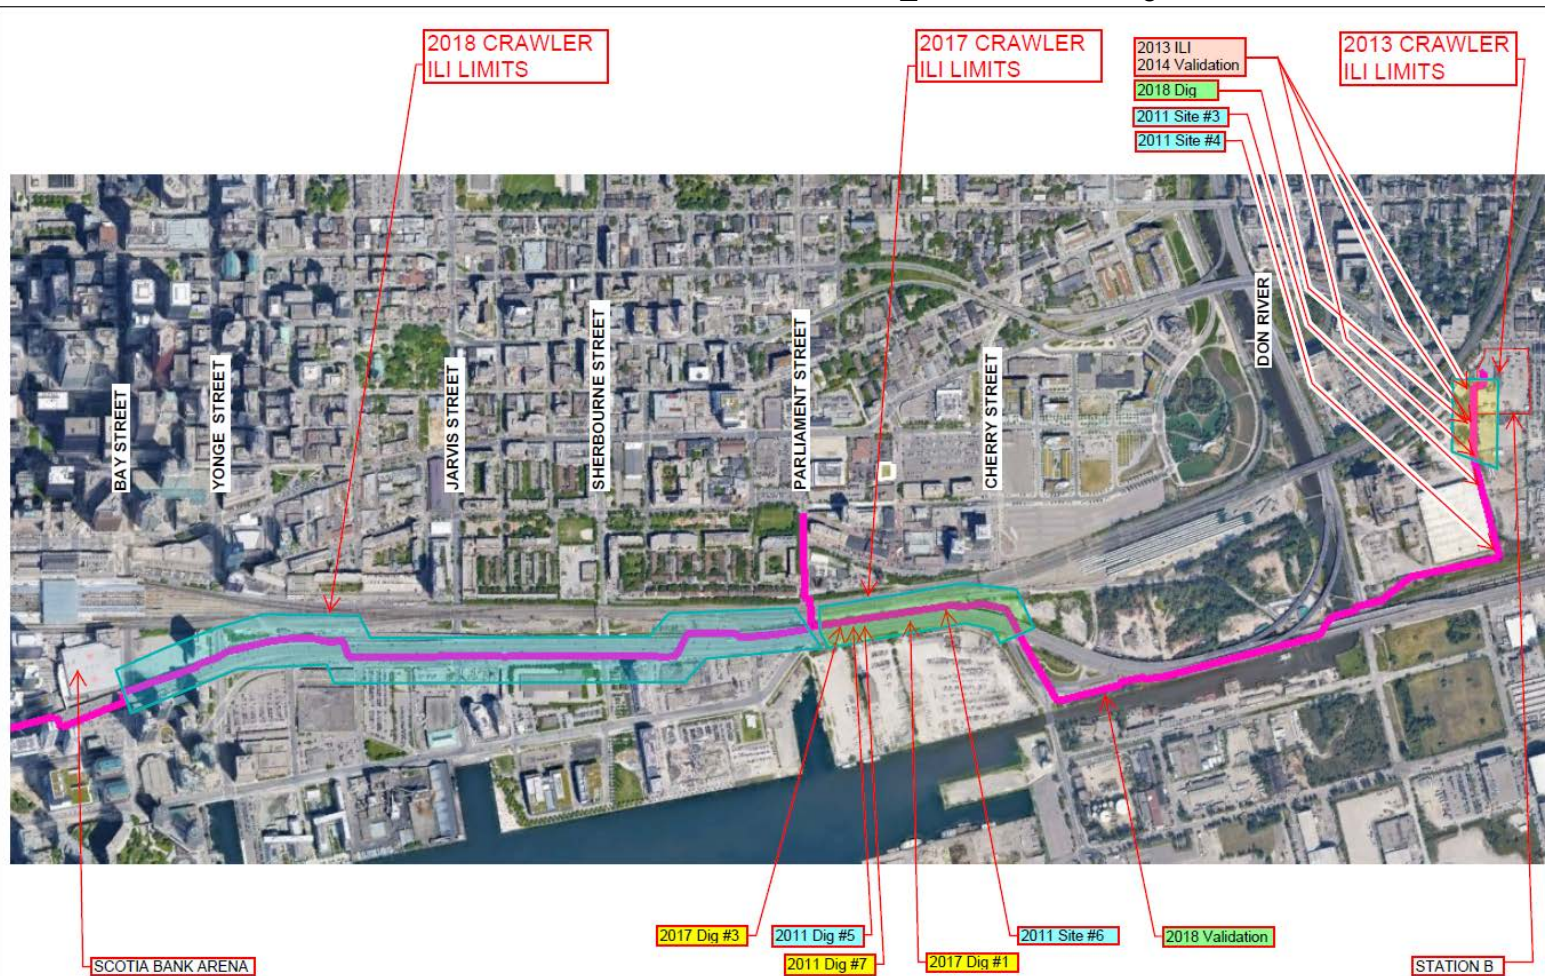 2018 CRAWLER
ILI LIMITS
2017 CRAWLER
ILI LIMITS
2013 ILI
2014 Validation
2018 Dig
2011 Site #3
2011 Site #4
2013 CRAWLER
ILI LIMITS
BAY STREET
YONGE STREET
JARVIS STREET
SHERBOURNE STREET
PARLIAMENT STREET
CHERRY STREET
DON RIVER
2017 Dig #3
2011 Dig #5
2011 Dig #7
2017 Dig #1
2011 Site #6
2018 Validation
SCOTIA BANK ARENA
STATION B